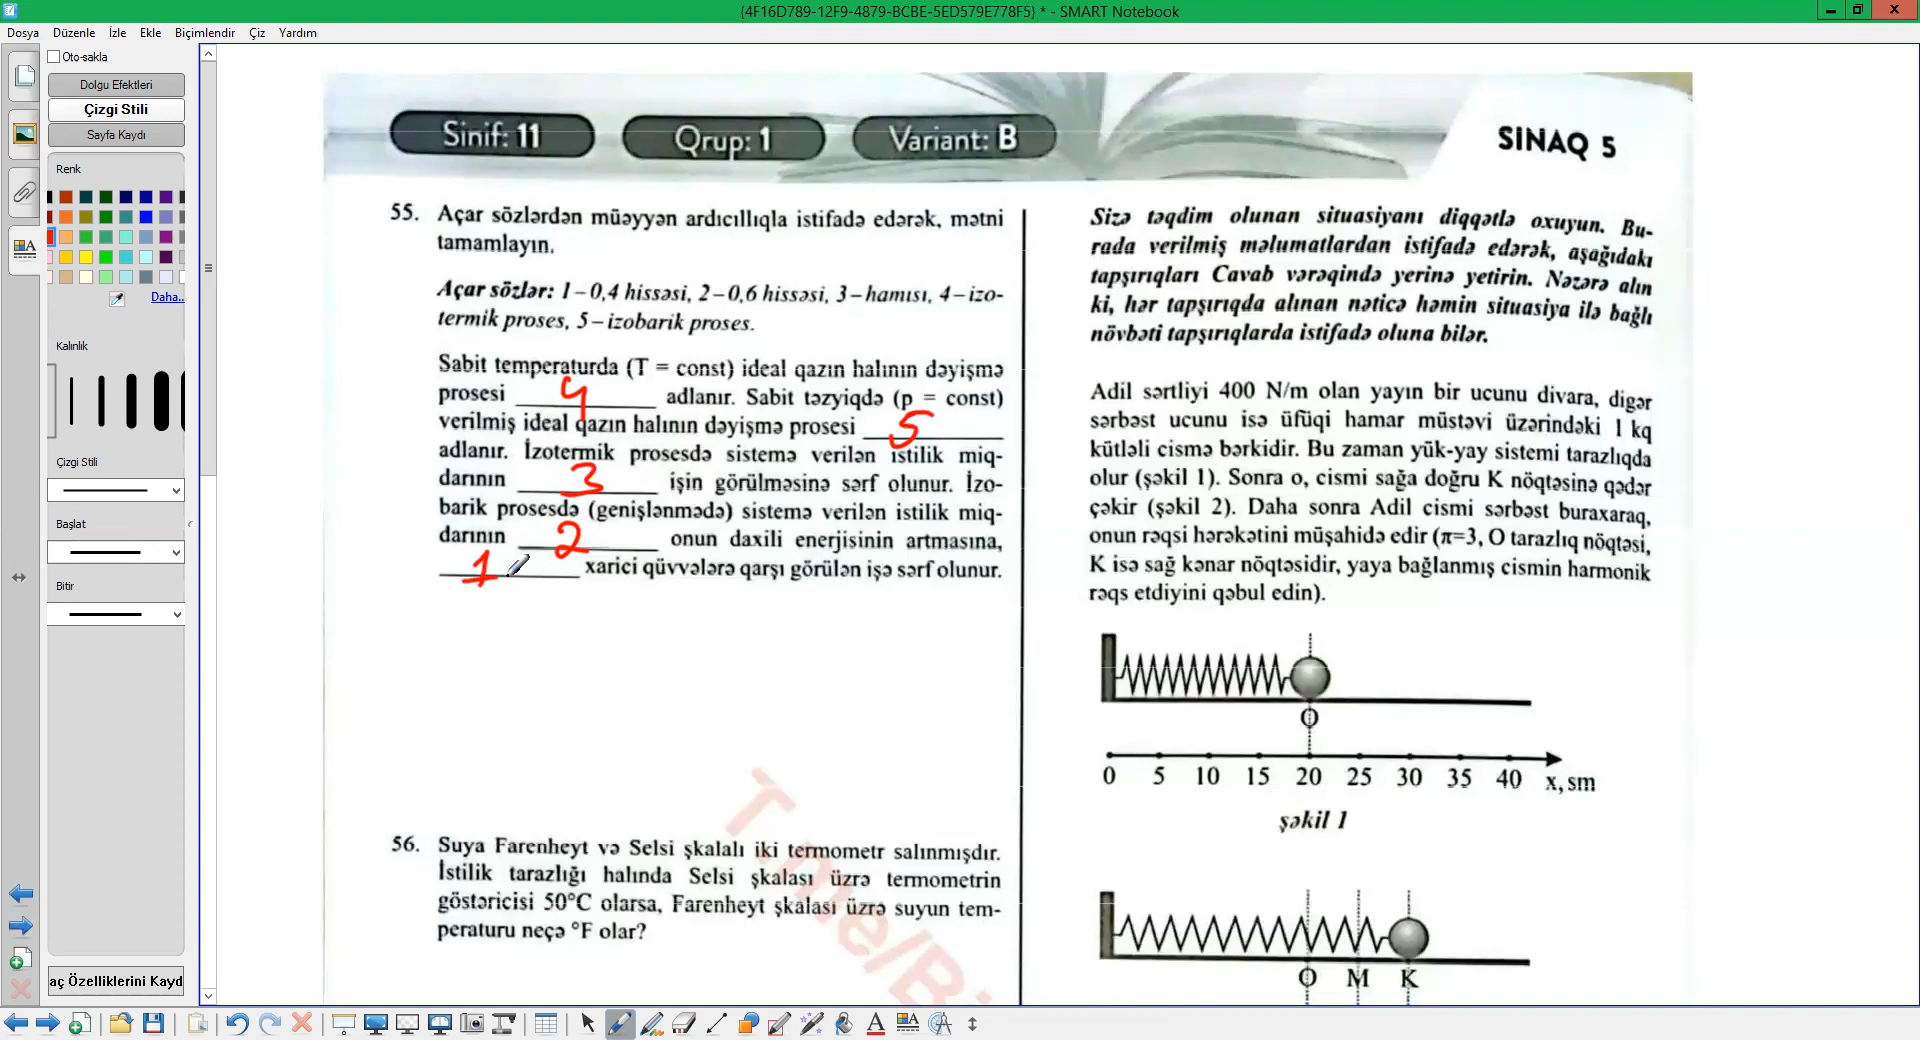 {4F16D789-12F9-4879-BCBE-5ED579E778F5} * - SMART Notebook
Dosya Düzenle İzle Ekle Biçimlendir Çiz Yardım
Oto-sakla
Dolgu Efektleri
Çizgi Stili
Sayfa Kaydı
Renk
Daha..
Kalınlık
Çizgi Stili
Başlat
Bitir
aç Özelliklerini Kayd
Sinif: 11 Qrup: 1 Variant: B SINAQ 5
55. Açar sözlərdən müəyyən ardıcıllıqla istifadə edərək, mətni
tamamlayın.
Açar sözlər: 1 – 0,4 hissəsi, 2 – 0,6 hissəsi, 3 – hamısı, 4 – izo-
termik proses, 5 – izobarik proses.
Sabit temperaturda (T = const) ideal qazın halının dəyişmə
prosesi 4 adlanır. Sabit təzyiqdə (p = const)
verilmiş ideal qazın halının dəyişmə prosesi 5
adlanır. İzotermik prosesdə sistemə verilən istilik miq-
darının 3 işin görülməsinə sərf olunur. İzo-
barik prosesdə (genişlənmədə) sistemə verilən istilik miq-
darının 2 onun daxili enerjisinin artmasına,
1 xarici qüvvələrə qarşı görülən işə sərf olunur.
56. Suya Farenheyt və Selsi şkalalı iki termometr salınmışdır.
İstilik tarazlığı halında Selsi şkalası üzrə termometrin
göstəricisi 50°C olarsa, Farenheyt şkalası üzrə suyun tem-
peraturu neçə °F olar?
T.me/Bi
Sizə təqdim olunan situasiyanı diqqətlə oxuyun. Bu-
rada verilmiş məlumatlardan istifadə edərək, aşağıdakı
tapşırıqları Cavab vərəqində yerinə yetirin. Nəzərə alın
ki, hər tapşırıqda alınan nəticə həmin situasiya ilə bağlı
növbəti tapşırıqlarda istifadə oluna bilər.
Adil sərtliyi 400 N/m olan yayın bir ucunu divara, digər
sərbəst ucunu isə üfüqi hamar müstəvi üzərindəki 1 kq
kütləli cismə bərkidir. Bu zaman yük-yay sistemi tarazlıqda
olur (şəkil 1). Sonra o, cismi sağa doğru K nöqtəsinə qədər
çəkir (şəkil 2). Daha sonra Adil cismi sərbəst buraxaraq,
onun rəqsi hərəkətini müşahidə edir (π=3, O tarazlıq nöqtəsi,
K isə sağ kənar nöqtəsidir, yaya bağlanmış cismin harmonik
rəqs etdiyini qəbul edin).
O
0 5 10 15 20 25 30 35 40 x, sm
şəkil 1
O M K